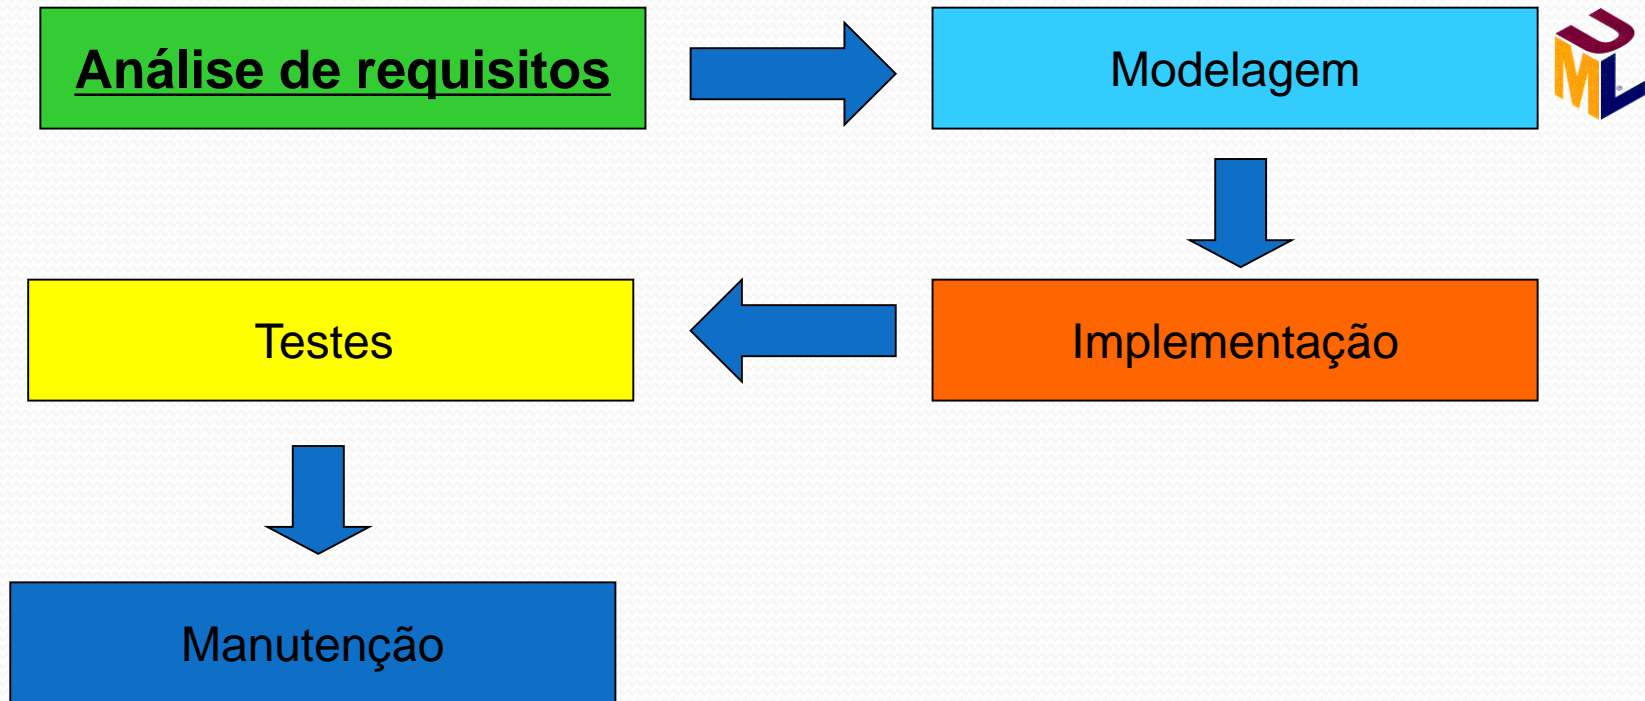 Análise de requisitos
Modelagem
UML
Testes
Implementação
Manutenção